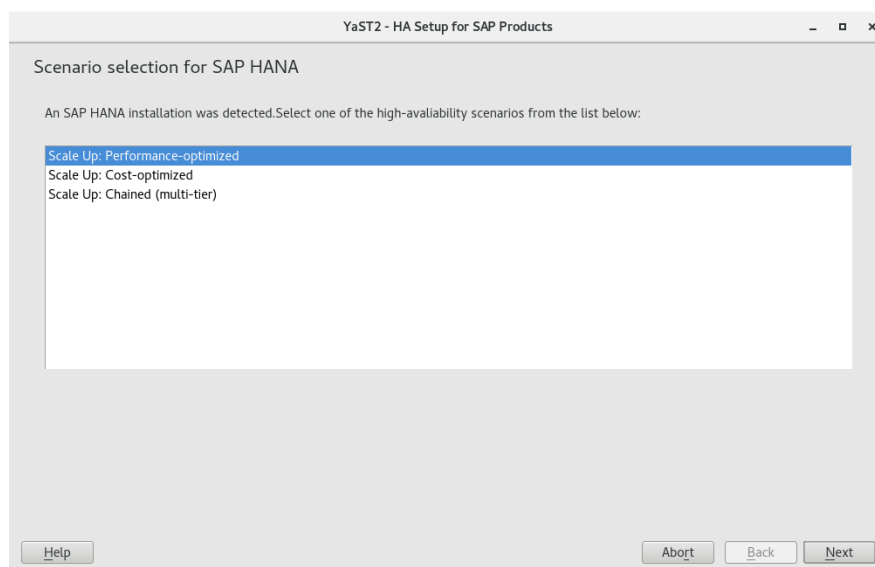 YaST2 - HA Setup for SAP Products
Scenario selection for SAP HANA
An SAP HANA installation was detected.Select one of the high-avaliability scenarios from the list below:
Scale Up: Performance-optimized
Scale Up: Cost-optimized
Scale Up: Chained (multi-tier)
Help Abort Back Next